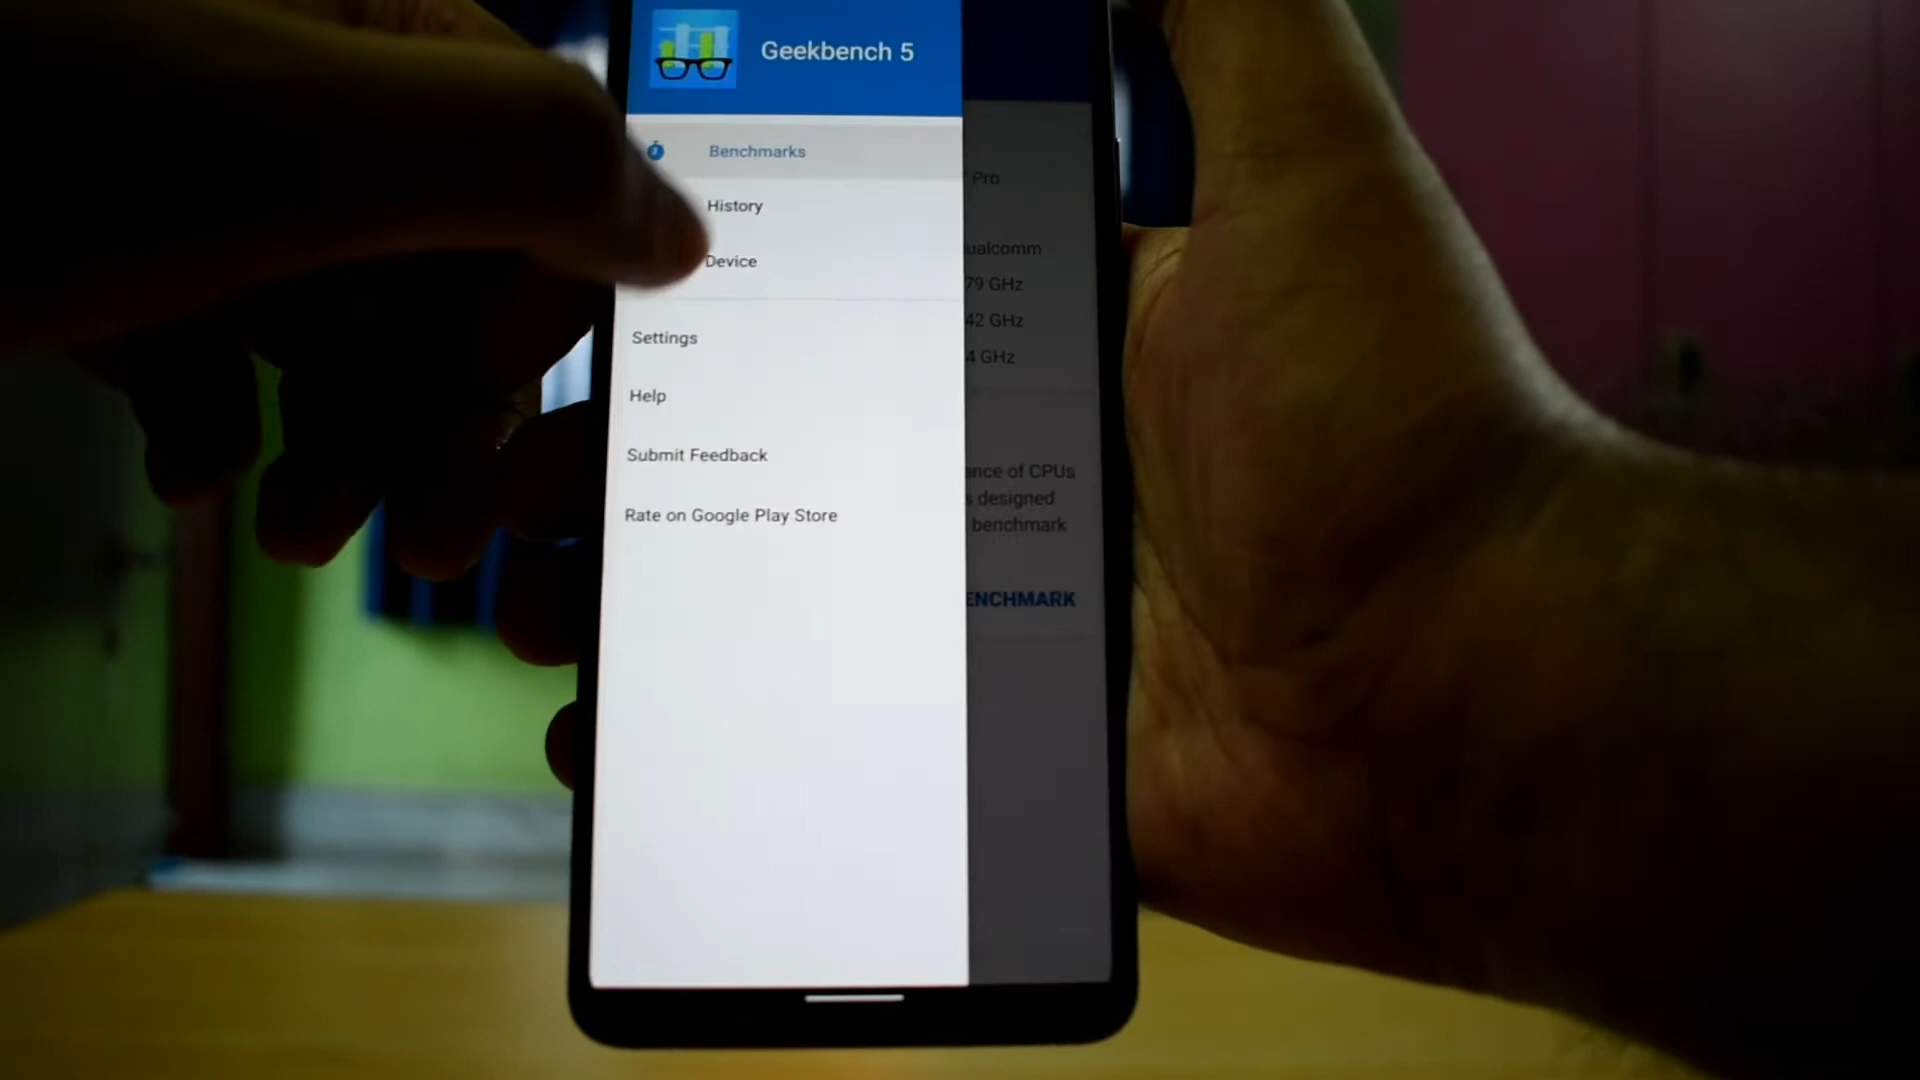 Geekbench 5
Benchmarks
History
Device
Settings
Help
Submit Feedback
Rate on Google Play Store
Pro
ualcomm
79 GHz
42 GHz
4 GHz
ance of CPUs
s designed
benchmark
ENCHMARK